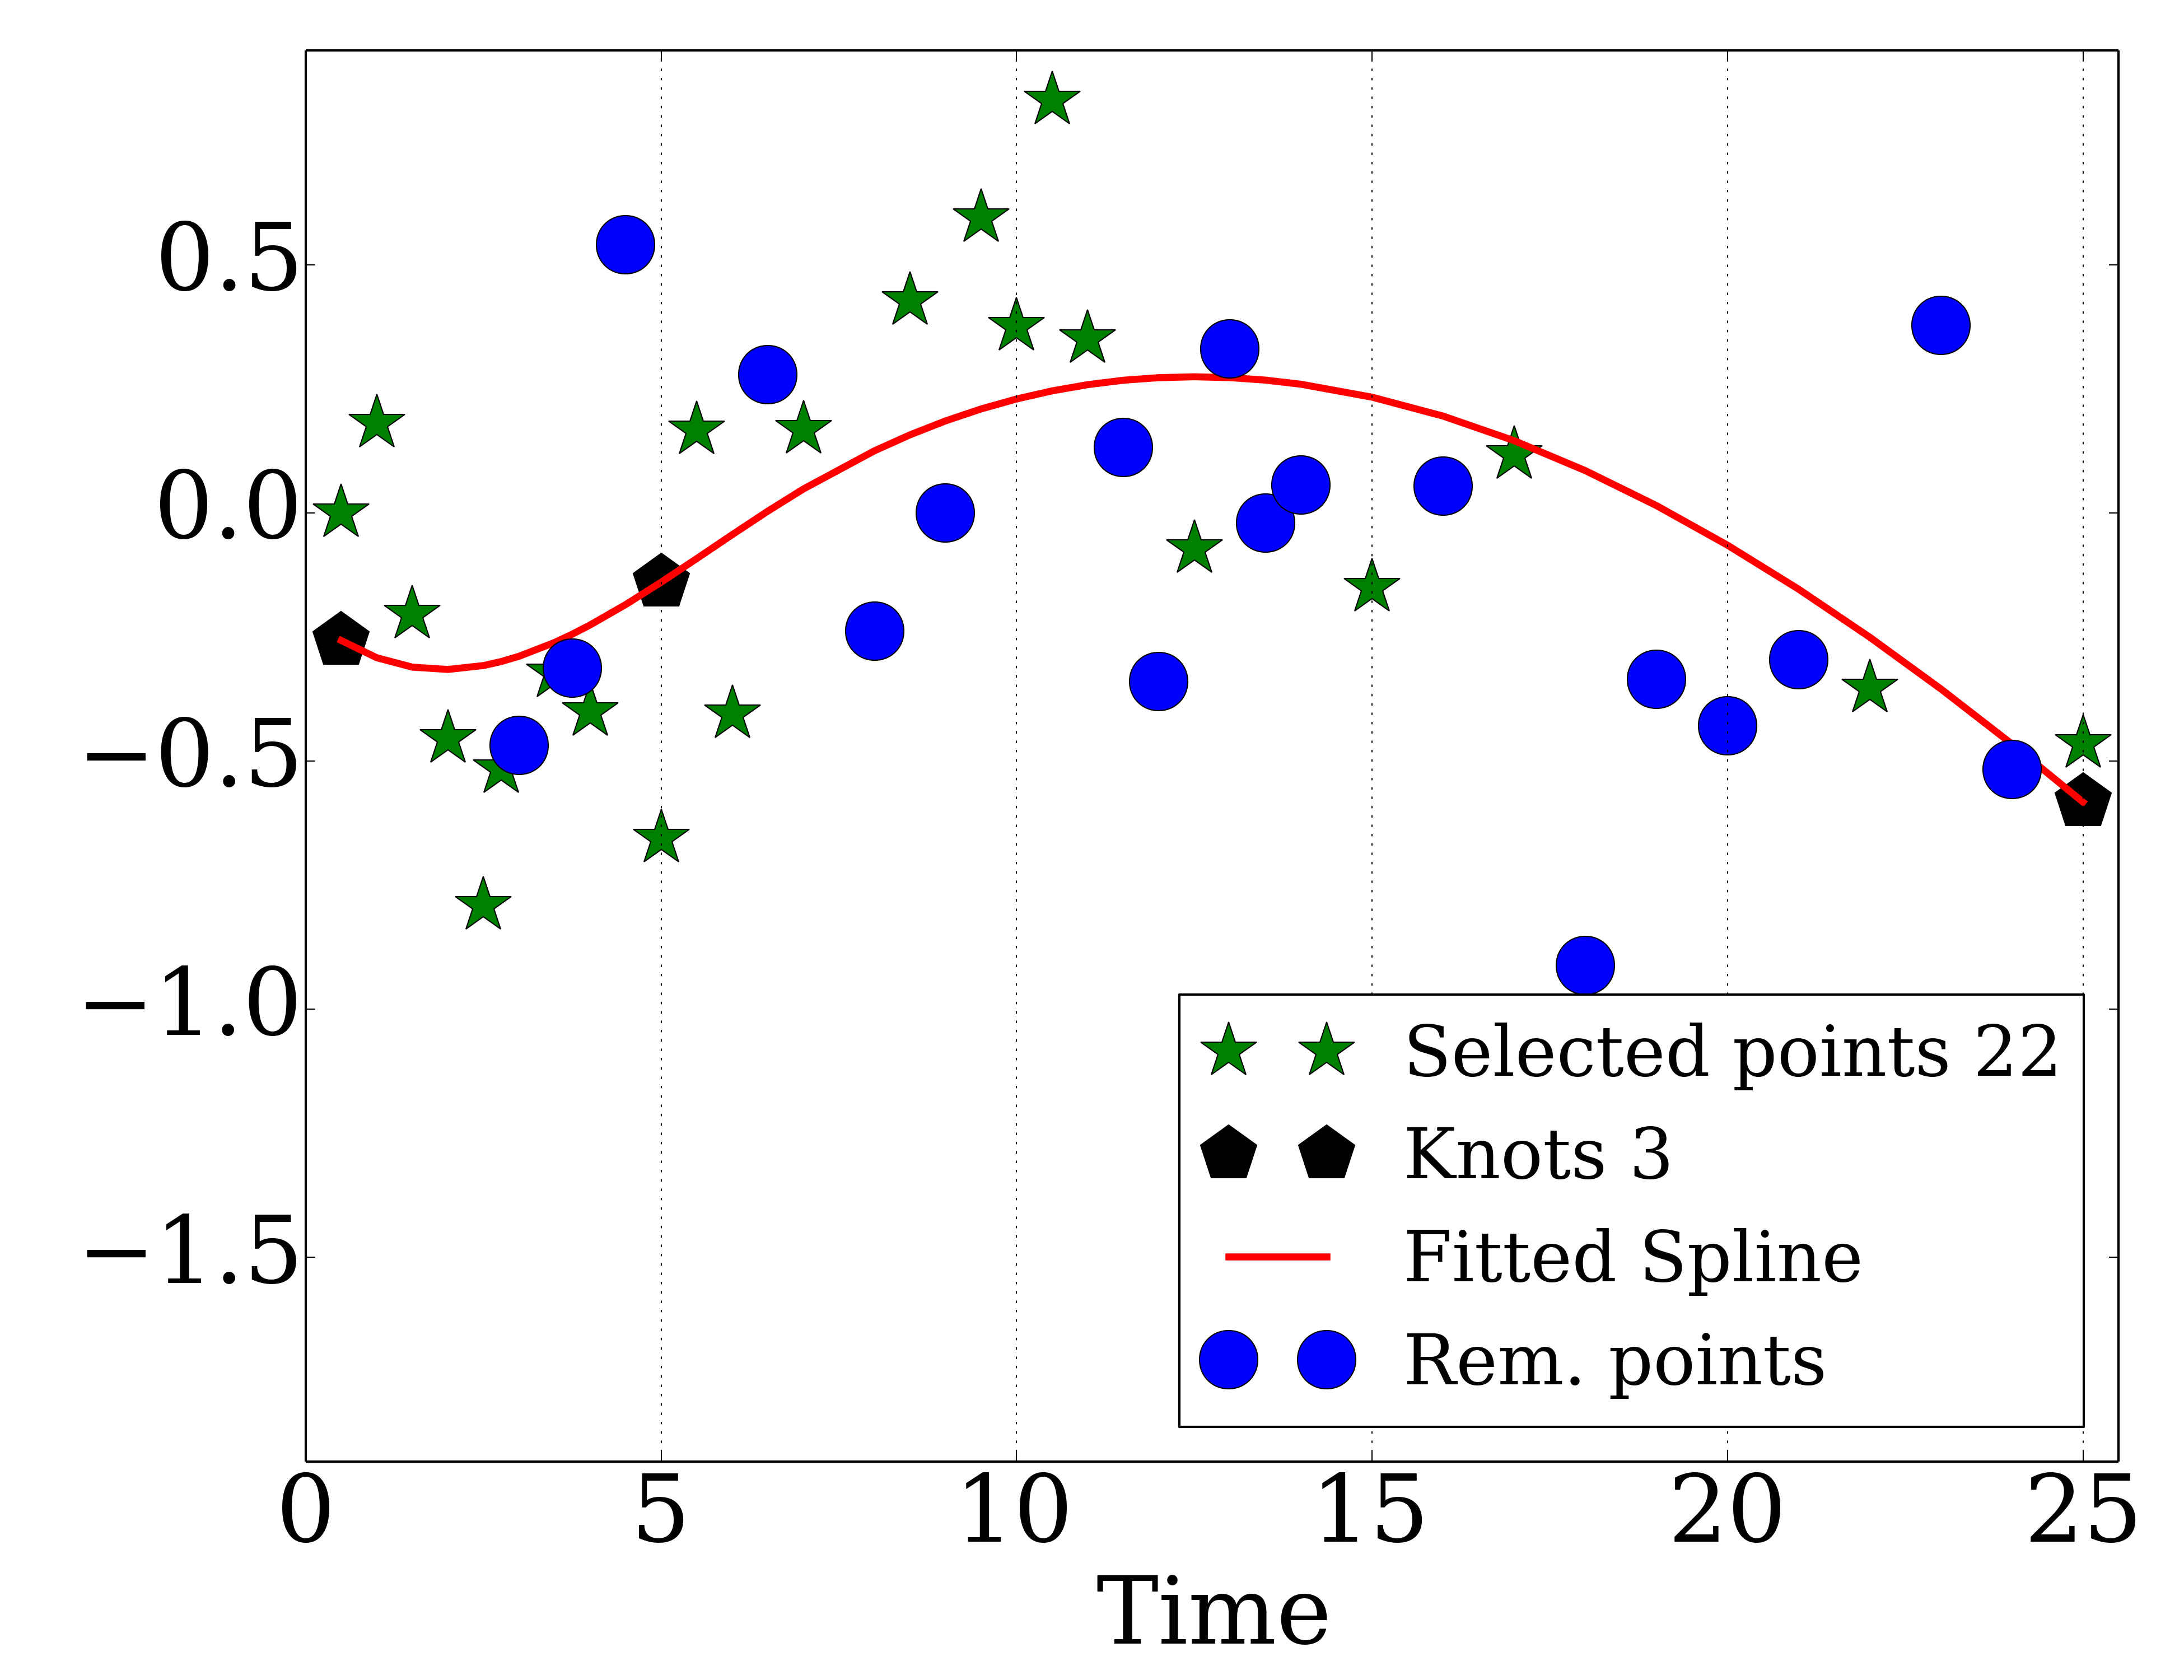 0.5
0.0
−0.5
−1.0
−1.5
Selected points 22
Knots 3
Fitted Spline
Rem. points
0 5 10 15 20 25
Time